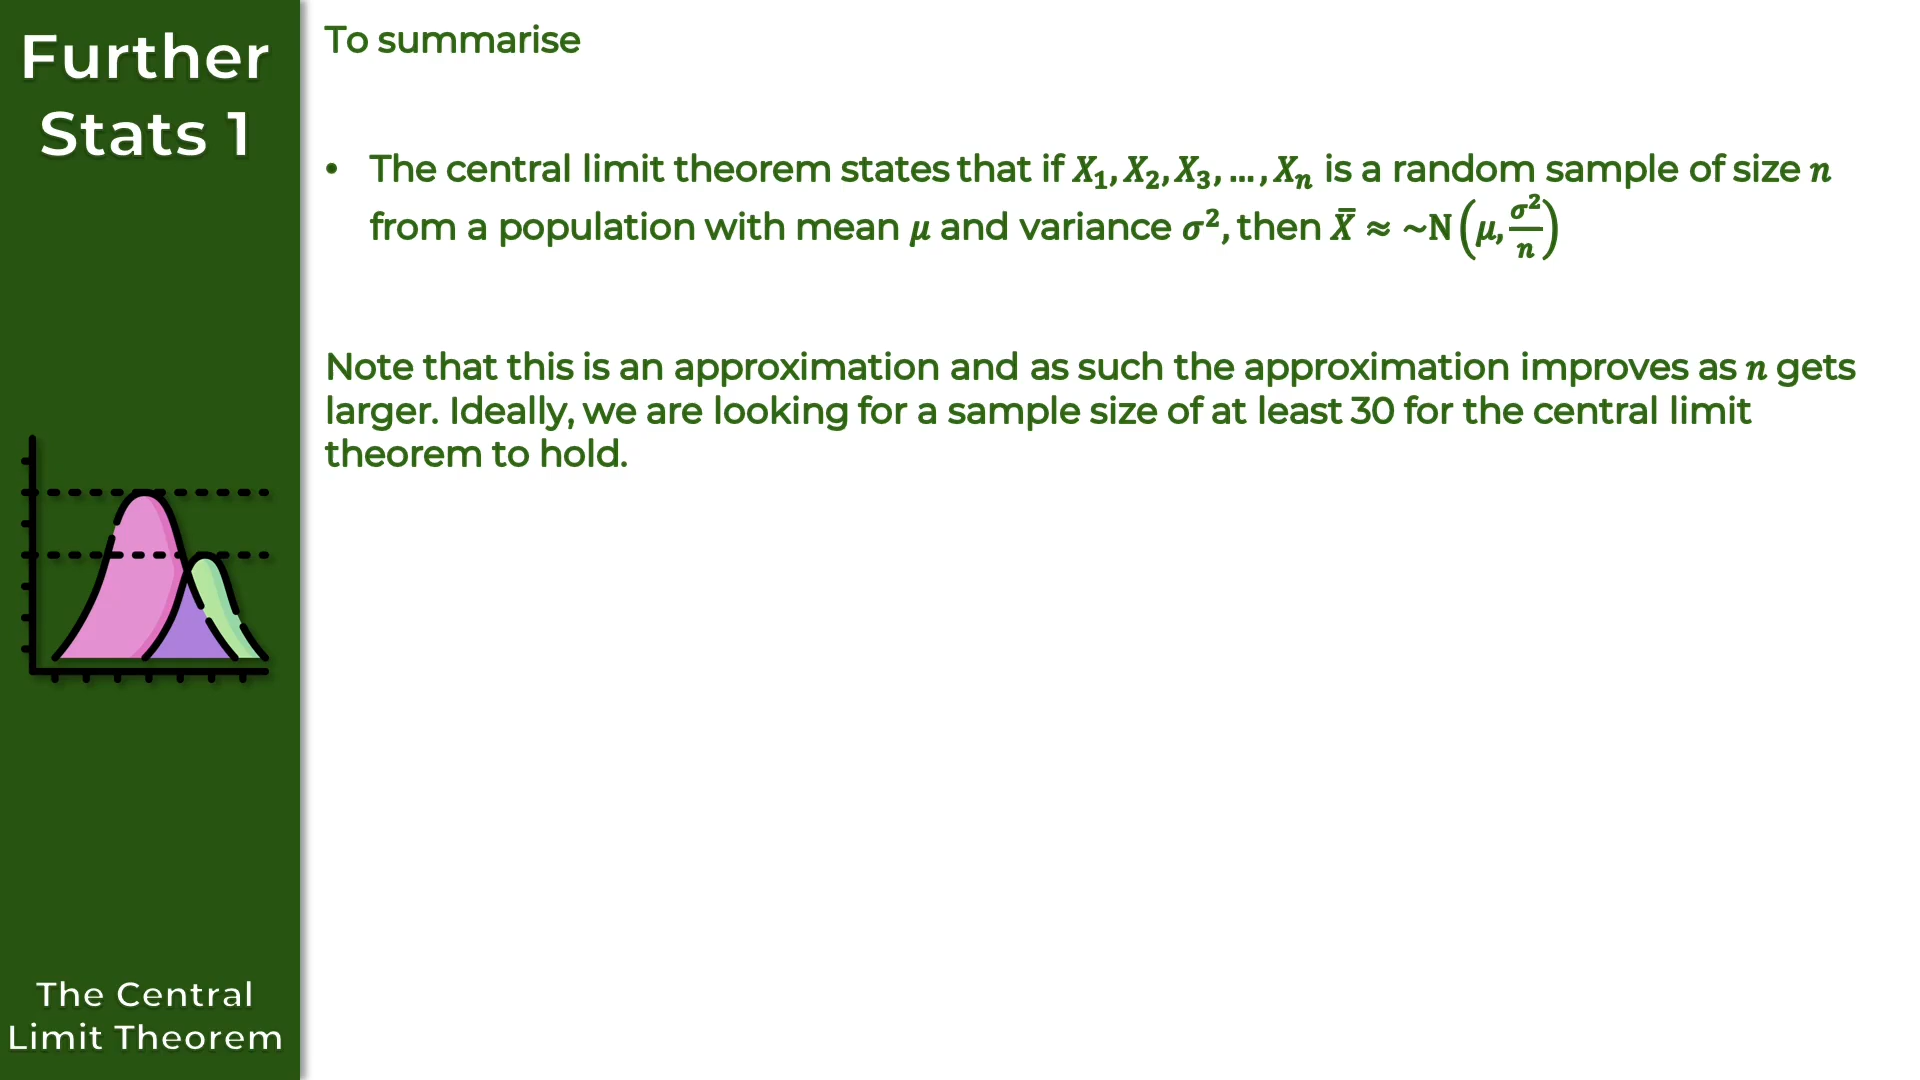 Further
Stats 1
The Central
Limit Theorem
To summarise
• The central limit theorem states that if X₁, X₂, X₃, … , Xₙ is a random sample of size n
from a population with mean μ and variance σ², then X̄ ≈ ~N(μ, σ²/n)
Note that this is an approximation and as such the approximation improves as n gets
larger. Ideally, we are looking for a sample size of at least 30 for the central limit
theorem to hold.